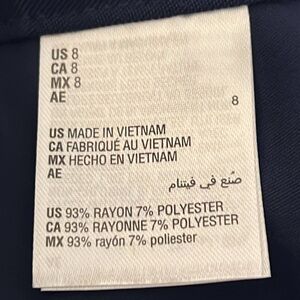 US 8
CA 8
MX 8
AE
8
US MADE IN VIETNAM
CA FABRIQUÉ AU VIETNAM
MX HECHO EN VIETNAM
AE
صُنع في فيتنام
US 93% RAYON 7% POLYESTER
CA 93% RAYONNE 7% POLYESTER
MX 93% rayón 7% poliester